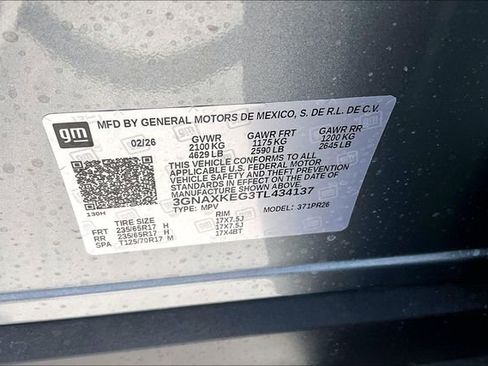 gm
MFD BY GENERAL MOTORS DE MEXICO, S. DE R.L. DE C.V.
02/26 GVWR GAWR FRT GAWR RR
2100 KG 1175 KG 1200 KG
4629 LB 2590 LB 2645 LB
THIS VEHICLE CONFORMS TO ALL
APPLICABLE U.S. FEDERAL MOTOR
VEHICLE SAFETY AND THEFT PREVENTION
STANDARDS IN EFFECT ON THE DATE OF
MANUFACTURE SHOWN ABOVE.
3GNAXKEG3TL434137
TYPE: MPV MODEL: 371PR26
130H
TIRE SIZE RIM
FRT 235/65R17 H 17X7.5J
RR 235/65R17 H 17X7.5J
SPA T125/70R17 M 17X4BT